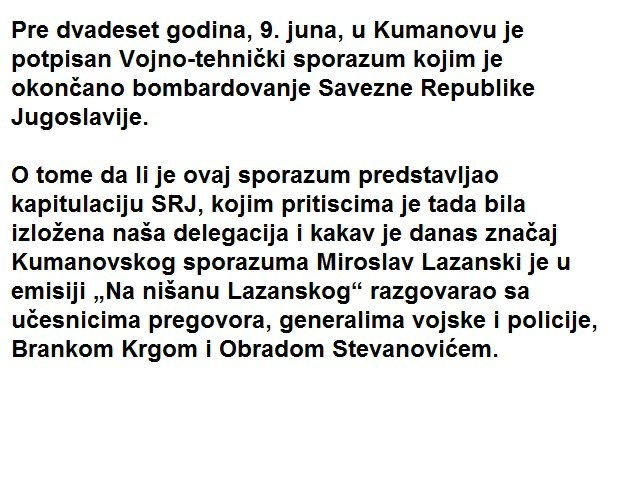 Pre dvadeset godina, 9. juna, u Kumanovu je
potpisan Vojno-tehnički sporazum kojim je
okončano bombardovanje Savezne Republike
Jugoslavije.
O tome da li je ovaj sporazum predstavljao
kapitulaciju SRJ, kojim pritiscima je tada bila
izložena naša delegacija i kakav je danas značaj
Kumanovskog sporazuma Miroslav Lazanski je u
emisiji „Na nišanu Lazanskog“ razgovarao sa
učesnicima pregovora, generalima vojske i policije,
Brankom Krgom i Obradom Stevanovićem.